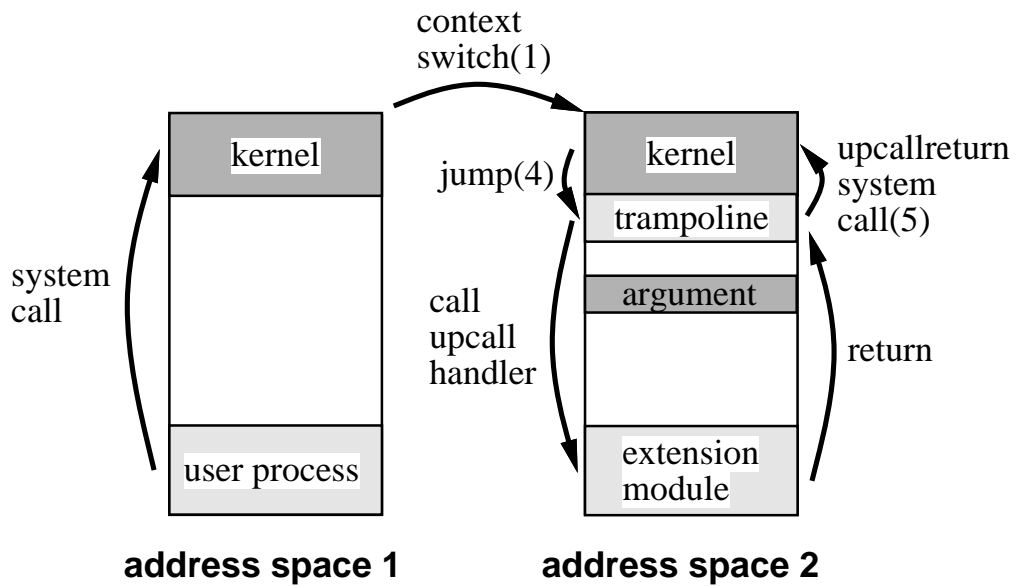 context
switch(1)
kernel
kernel
jump(4)
upcallreturn
system
call(5)
trampoline
system
call
argument
call
upcall
handler
return
user process
extension
module
address space 1
address space 2